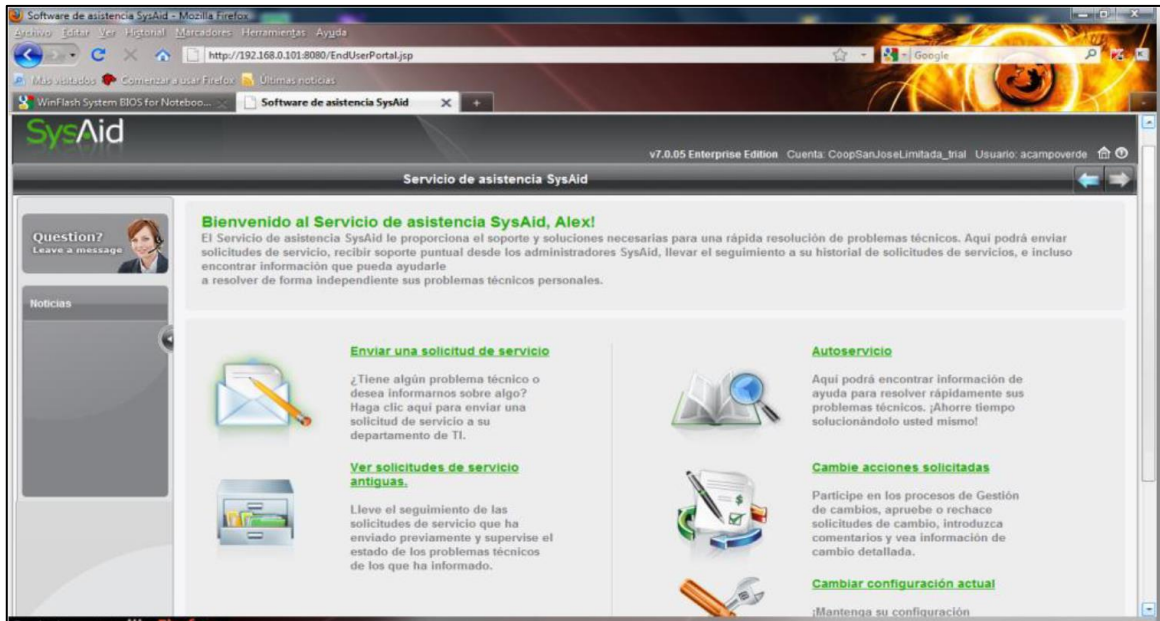 Software de asistencia SysAid - Mozilla Firefox
Archivo Editar Ver Historial Marcadores Herramientas Ayuda
http://192.168.0.101:8080/EndUserPortal.jsp
Google
Más visitados Comenzar a usar Firefox Últimas noticias
WinFlash System BIOS for Noteboo...
Software de asistencia SysAid
SysAid
v7.0.05 Enterprise Edition Cuenta: CoopSanJoseLimitada_trial Usuario: acampoverde
Servicio de asistencia SysAid
Question?
Leave a message
Noticias
Bienvenido al Servicio de asistencia SysAid, Alex!
El Servicio de asistencia SysAid le proporciona el soporte y soluciones necesarias para una rápida resolución de problemas técnicos. Aquí podrá enviar
solicitudes de servicio, recibir soporte puntual desde los administradores SysAid, llevar el seguimiento a su historial de solicitudes de servicios, e incluso
encontrar información que pueda ayudarle
a resolver de forma independiente sus problemas técnicos personales.
Enviar una solicitud de servicio
¿Tiene algún problema técnico o
desea informarnos sobre algo?
Haga clic aquí para enviar una
solicitud de servicio a su
departamento de TI.
Ver solicitudes de servicio
antiguas.
Lleve el seguimiento de las
solicitudes de servicio que ha
enviado previamente y supervise el
estado de los problemas técnicos
de los que ha informado.
Autoservicio
Aquí podrá encontrar información de
ayuda para resolver rápidamente sus
problemas técnicos. ¡Ahorre tiempo
solucionándolo usted mismo!
Cambie acciones solicitadas
Participe en los procesos de Gestión
de cambios, apruebe o rechace
solicitudes de cambio, introduzca
comentarios y vea información de
cambio detallada.
Cambiar configuración actual
¡Mantenga su configuración